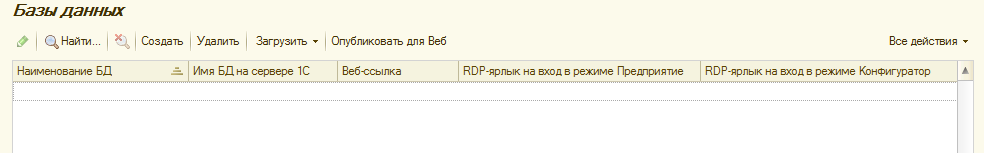 Базы данных
Найти... Создать Удалить Загрузить Опубликовать для Веб Все действия
Наименование БД Имя БД на сервере 1С Веб-ссылка RDP-ярлык на вход в режиме Предприятие RDP-ярлык на вход в режиме Конфигуратор